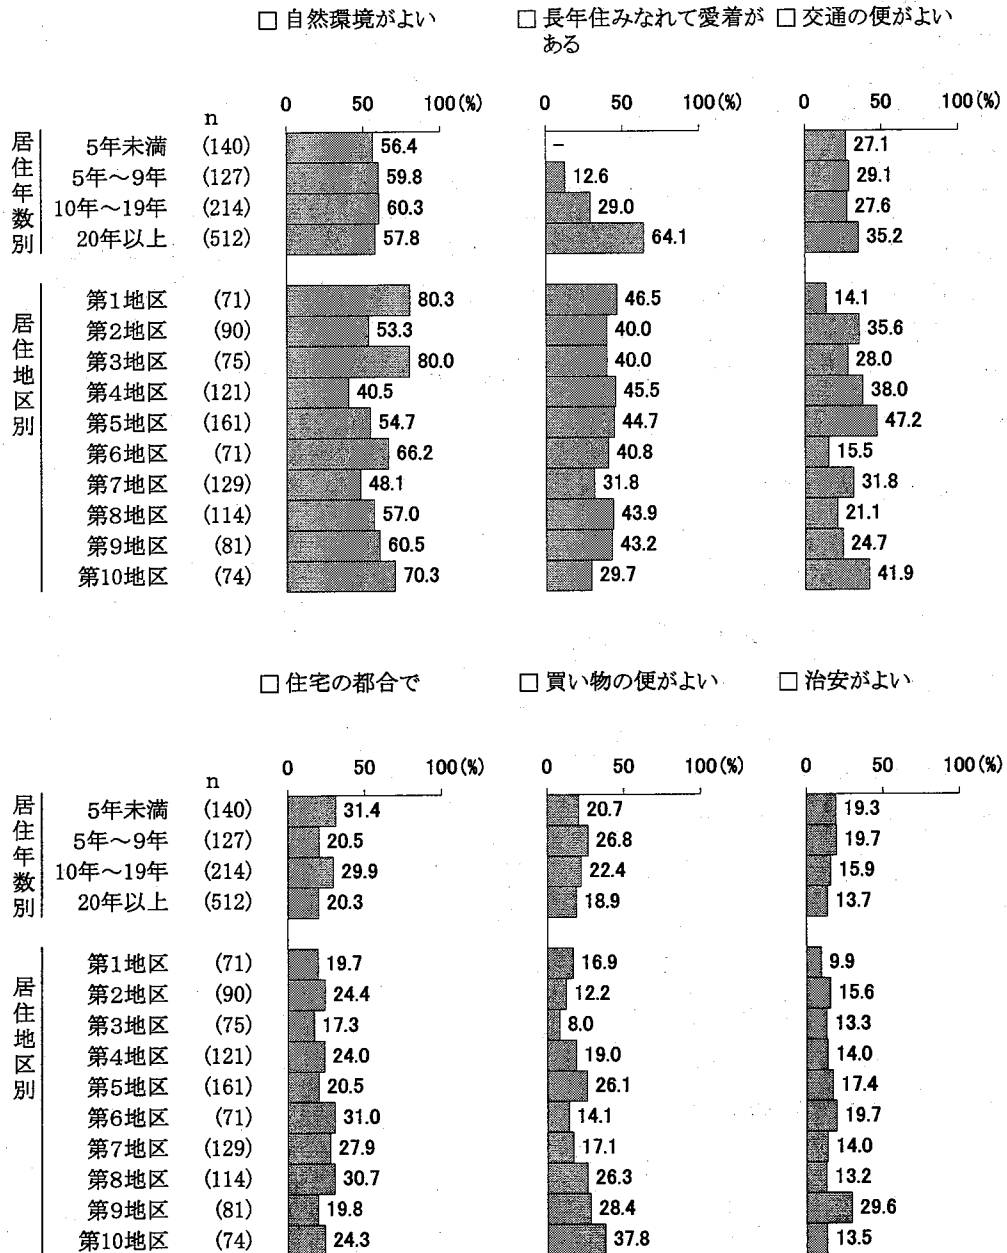 □ 自然環境がよい □ 長年住みなれて愛着が □ 交通の便がよい
ある
n 0 50 100(%) 0 50 100(%) 0 50 100(%)
居住年数別
5年未満 (140) 56.4 － 27.1
5年～9年 (127) 59.8 12.6 29.1
10年～19年 (214) 60.3 29.0 27.6
20年以上 (512) 57.8 64.1 35.2
居住地区別
第1地区 (71) 80.3 46.5 14.1
第2地区 (90) 53.3 40.0 35.6
第3地区 (75) 80.0 40.0 28.0
第4地区 (121) 40.5 45.5 38.0
第5地区 (161) 54.7 44.7 47.2
第6地区 (71) 66.2 40.8 15.5
第7地区 (129) 48.1 31.8 31.8
第8地区 (114) 57.0 43.9 21.1
第9地区 (81) 60.5 43.2 24.7
第10地区 (74) 70.3 29.7 41.9
□ 住宅の都合で □ 買い物の便がよい □ 治安がよい
n 0 50 100(%) 0 50 100(%) 0 50 100(%)
居住年数別
5年未満 (140) 31.4 20.7 19.3
5年～9年 (127) 20.5 26.8 19.7
10年～19年 (214) 29.9 22.4 15.9
20年以上 (512) 20.3 18.9 13.7
居住地区別
第1地区 (71) 19.7 16.9 9.9
第2地区 (90) 24.4 12.2 15.6
第3地区 (75) 17.3 8.0 13.3
第4地区 (121) 24.0 19.0 14.0
第5地区 (161) 20.5 26.1 17.4
第6地区 (71) 31.0 14.1 19.7
第7地区 (129) 27.9 17.1 14.0
第8地区 (114) 30.7 26.3 13.2
第9地区 (81) 19.8 28.4 29.6
第10地区 (74) 24.3 37.8 13.5